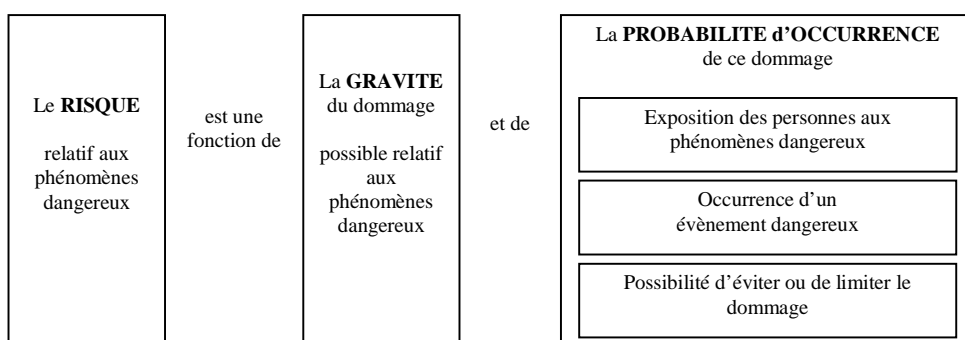 Le RISQUE
relatif aux
phénomènes
dangereux
est une
fonction de
La GRAVITE
du dommage
possible relatif
aux
phénomènes
dangereux
et de
La PROBABILITE d'OCCURRENCE
de ce dommage
Exposition des personnes aux
phénomènes dangereux
Occurrence d'un
évènement dangereux
Possibilité d'éviter ou de limiter le
dommage